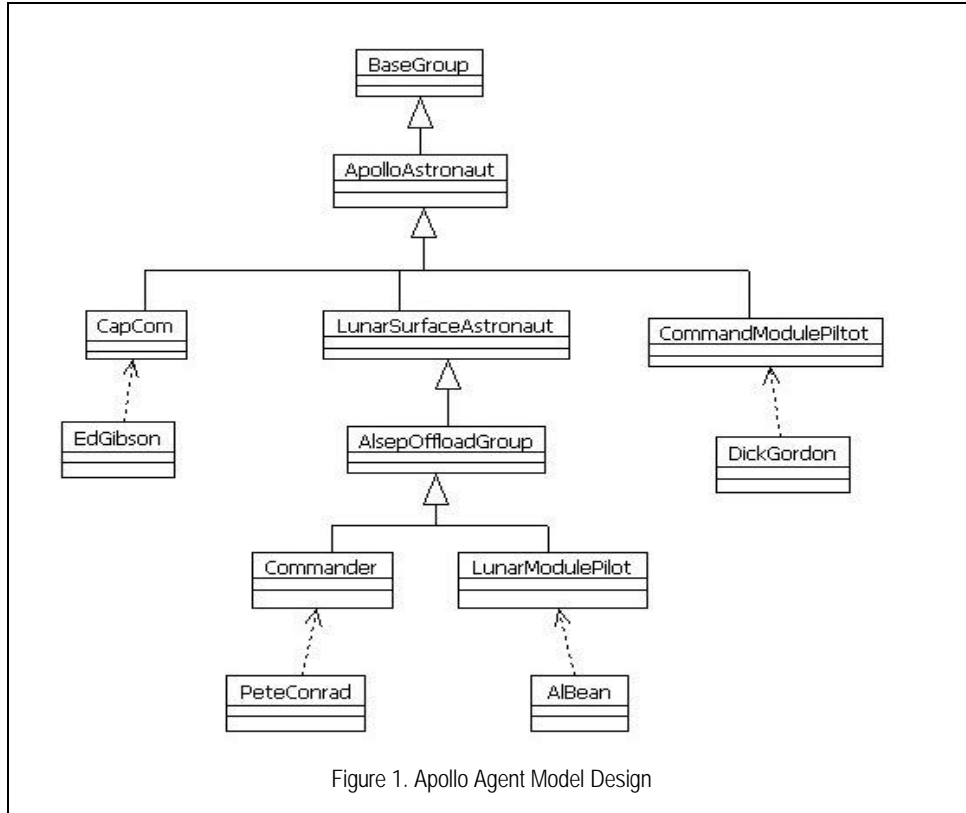 BaseGroup
ApolloAstronaut
CapCom
LunarSurfaceAstronaut
CommandModulePiltot
EdGibson
AlsepOffloadGroup
DickGordon
Commander
LunarModulePilot
PeteConrad
AlBean
Figure 1. Apollo Agent Model Design